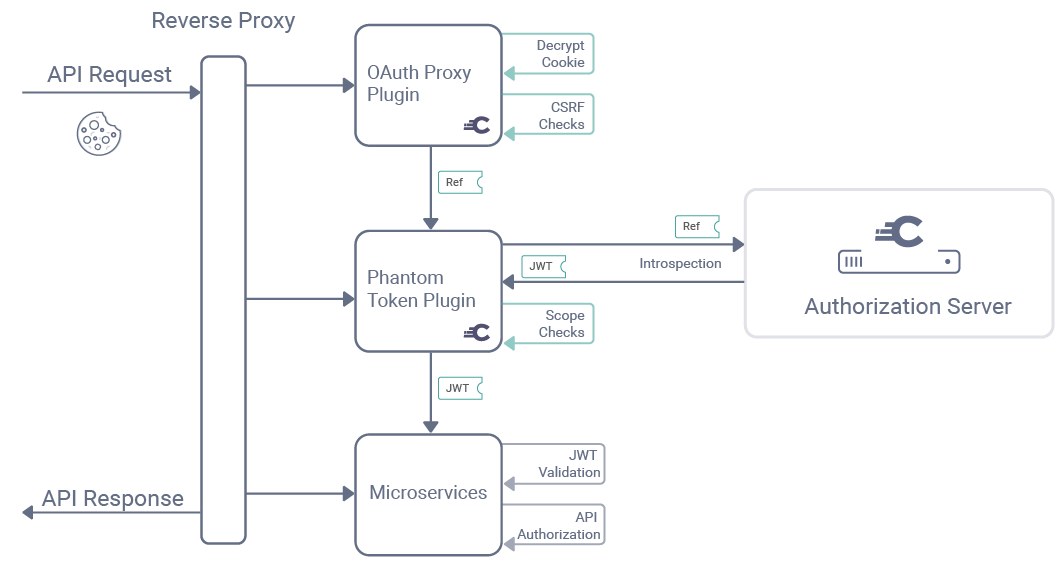 Reverse Proxy
API Request
OAuth Proxy
Plugin
Decrypt
Cookie
CSRF
Checks
Ref
Phantom
Token Plugin
Ref
JWT
Introspection
Scope
Checks
Authorization Server
JWT
Microservices
JWT
Validation
API
Authorization
API Response